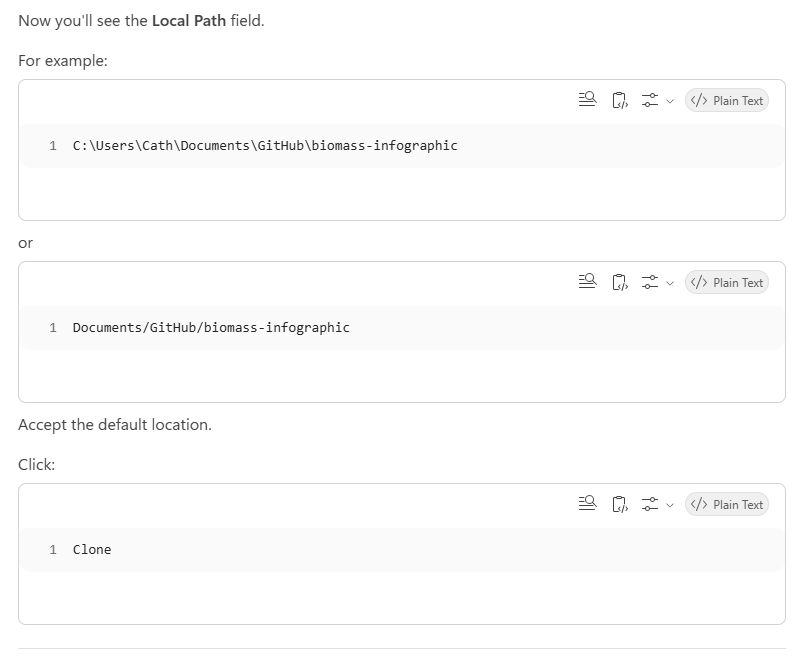 Now you'll see the Local Path field.
For example:
</> Plain Text
1 C:\Users\Cath\Documents\GitHub\biomass-infographic
or
</> Plain Text
1 Documents/GitHub/biomass-infographic
Accept the default location.
Click:
</> Plain Text
1 Clone